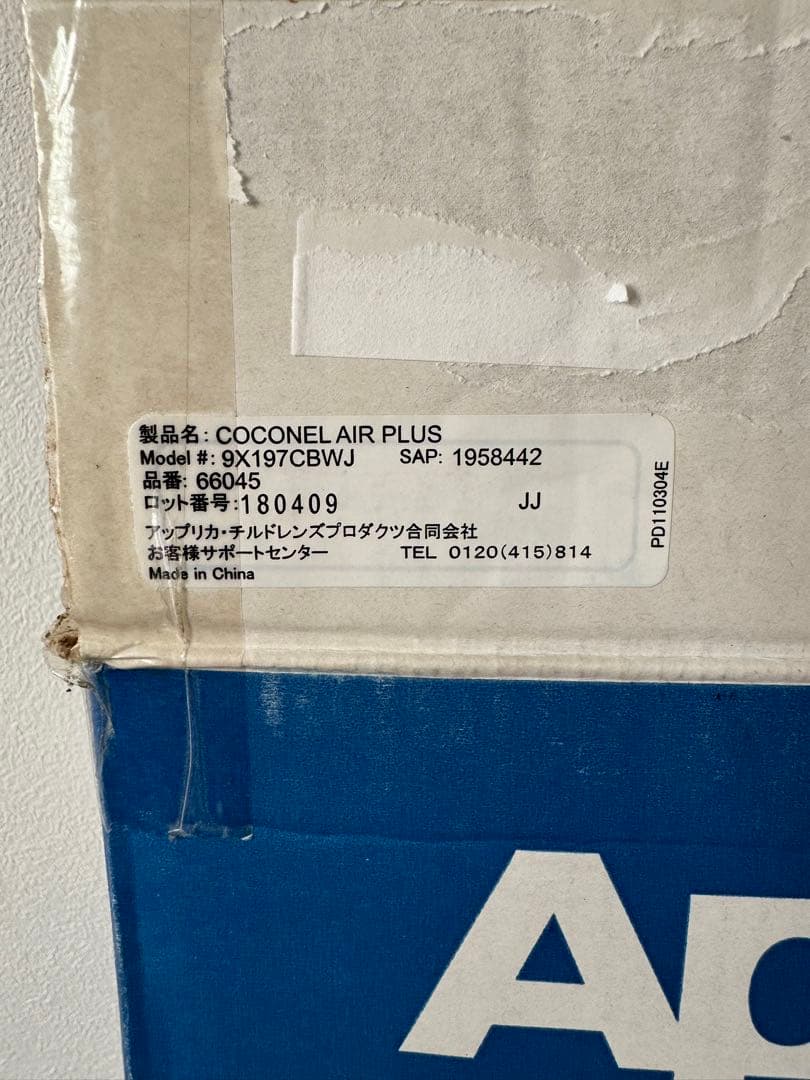 製品名: COCONEL AIR PLUS
Model #: 9X197CBWJ SAP: 1958442
品番: 66045
ロット番号:180409 JJ
アップリカ・チルドレンズプロダクツ合同会社
お客様サポートセンター TEL 0120(415)814
Made in China
PD110304E
Ap